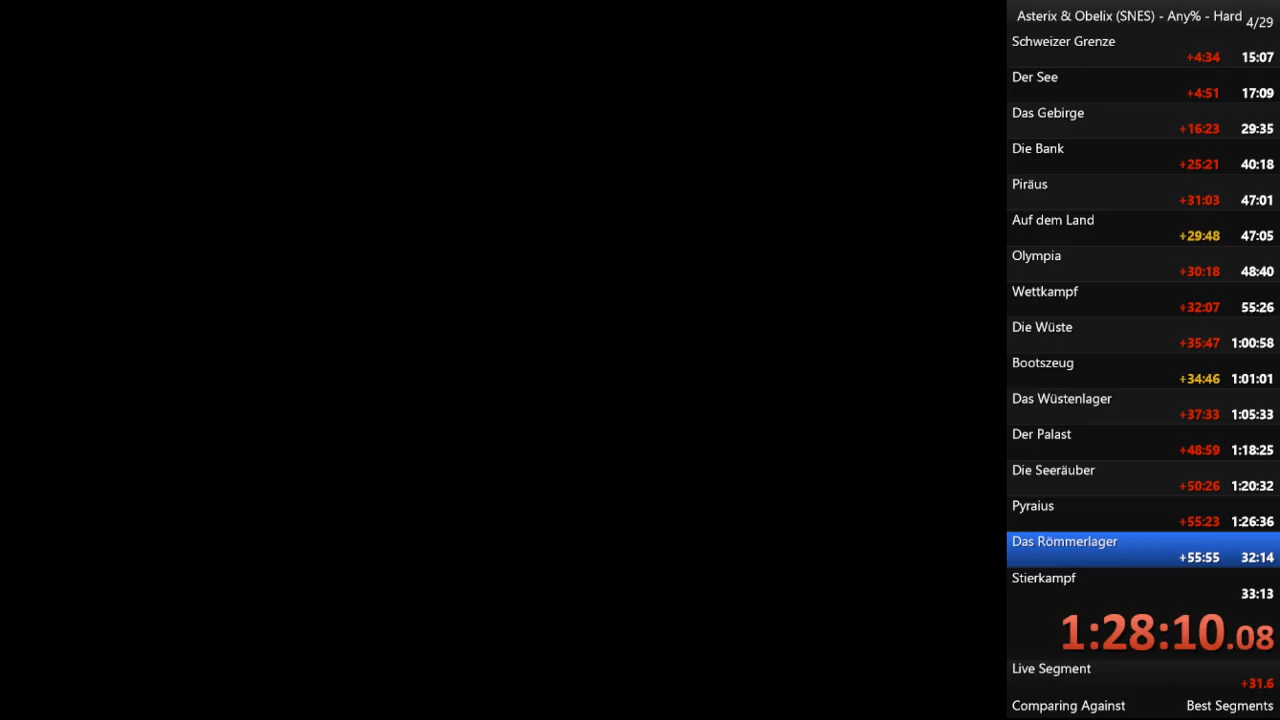 Asterix & Obelix (SNES) - Any% - Hard 4/29
Schweizer Grenze
+4:34 15:07
Der See
+4:51 17:09
Das Gebirge
+16:23 29:35
Die Bank
+25:21 40:18
Piräus
+31:03 47:01
Auf dem Land
+29:48 47:05
Olympia
+30:18 48:40
Wettkampf
+32:07 55:26
Die Wüste
+35:47 1:00:58
Bootszeug
+34:46 1:01:01
Das Wüstenlager
+37:33 1:05:33
Der Palast
+48:59 1:18:25
Die Seeräuber
+50:26 1:20:32
Pyraius
+55:23 1:26:36
Das Römmerlager
+55:55 32:14
Stierkampf
33:13
1:28:10.08
Live Segment
+31.6
Comparing Against Best Segments